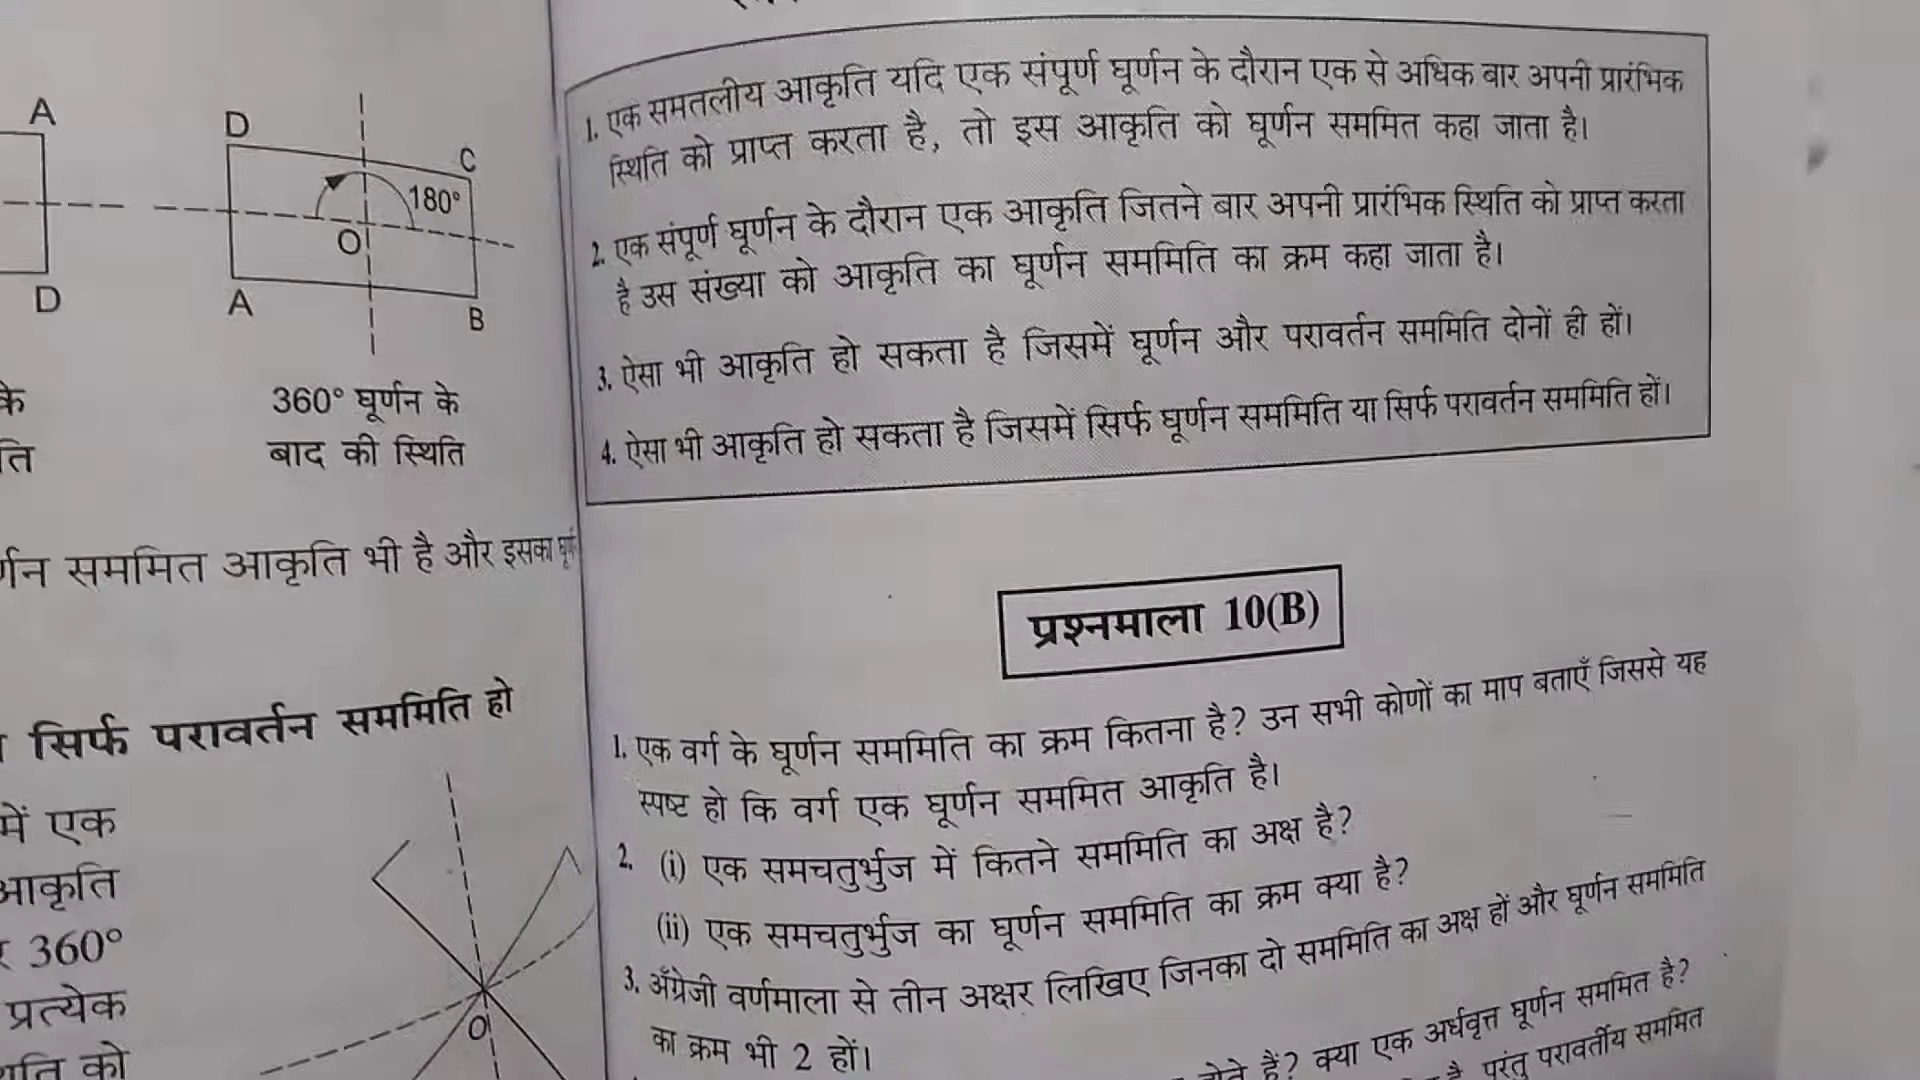 A
D
D
C
180°
O
A
B
के
ति
360° घूर्णन के
बाद की स्थिति
सममित आकृति भी है और इसका
सिर्फ परावर्तन सममिति हो
में एक
आकृति
360°
प्रत्येक
को
O
1. एक समतलीय आकृति यदि एक संपूर्ण घूर्णन के दौरान एक से अधिक बार अपनी प्रारंभिक
स्थिति को प्राप्त करता है, तो इस आकृति को घूर्णन सममित कहा जाता है।
2. एक संपूर्ण घूर्णन के दौरान एक आकृति जितने बार अपनी प्रारंभिक स्थिति को प्राप्त करता
है उस संख्या को आकृति का घूर्णन सममिति का क्रम कहा जाता है।
3. ऐसा भी आकृति हो सकता है जिसमें घूर्णन और परावर्तन सममिति दोनों ही हों।
4. ऐसा भी आकृति हो सकता है जिसमें सिर्फ घूर्णन सममिति या सिर्फ परावर्तन सममिति हों।
प्रश्नमाला 10(B)
1. एक वर्ग के घूर्णन सममिति का क्रम कितना है? उन सभी कोणों का माप बताएँ जिससे यह
स्पष्ट हो कि वर्ग एक घूर्णन सममित आकृति है।
2. (i) एक समचतुर्भुज में कितने सममिति का अक्ष है?
(ii) एक समचतुर्भुज का घूर्णन सममिति का क्रम क्या है?
3. अँग्रेजी वर्णमाला से तीन अक्षर लिखिए जिनका दो सममिति का अक्ष हों और घूर्णन सममिति
का क्रम भी 2 हों।
होते हैं? क्या एक अर्धवृत्त घूर्णन सममित है?
है, परंतु परावर्तीय सममित